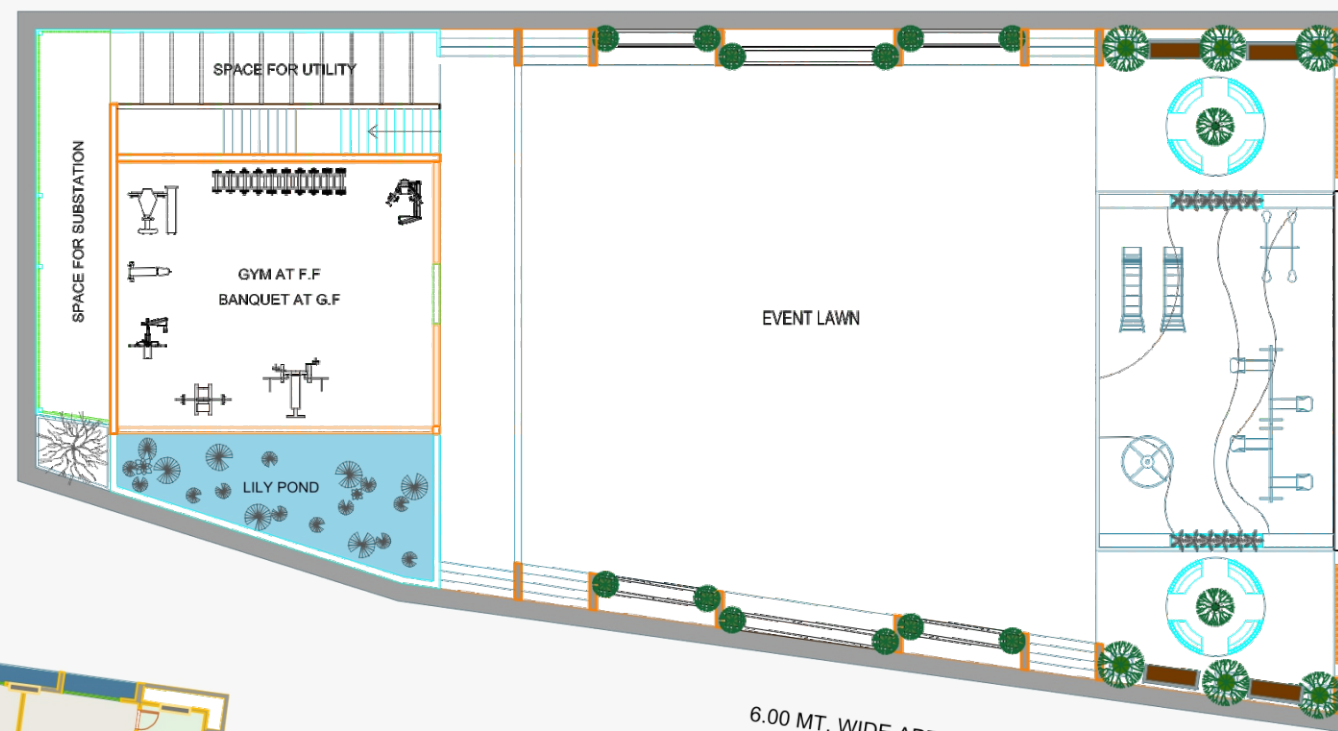 SPACE FOR UTILITY
SPACE FOR SUBSTATION
GYM AT F.F
BANQUET AT G.F
EVENT LAWN
LILY POND
6.00 MT. WIDE